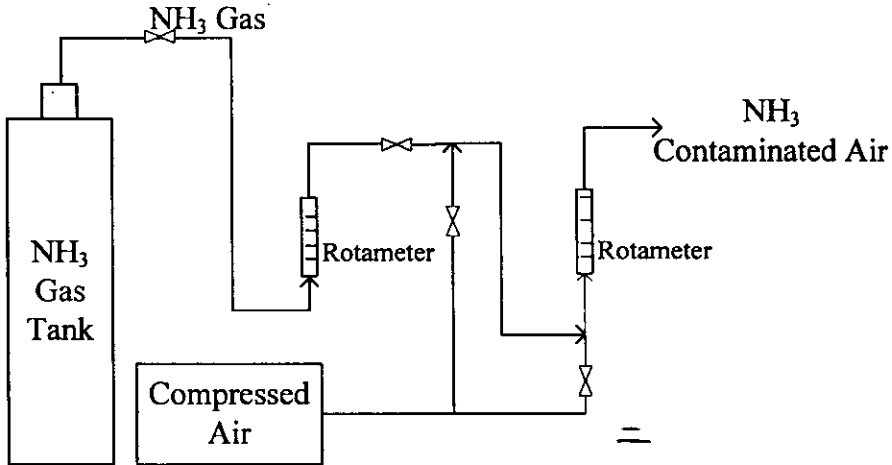 NH₃ Gas
NH₃
Contaminated Air
NH₃
Gas
Tank
Rotameter
Rotameter
Compressed
Air